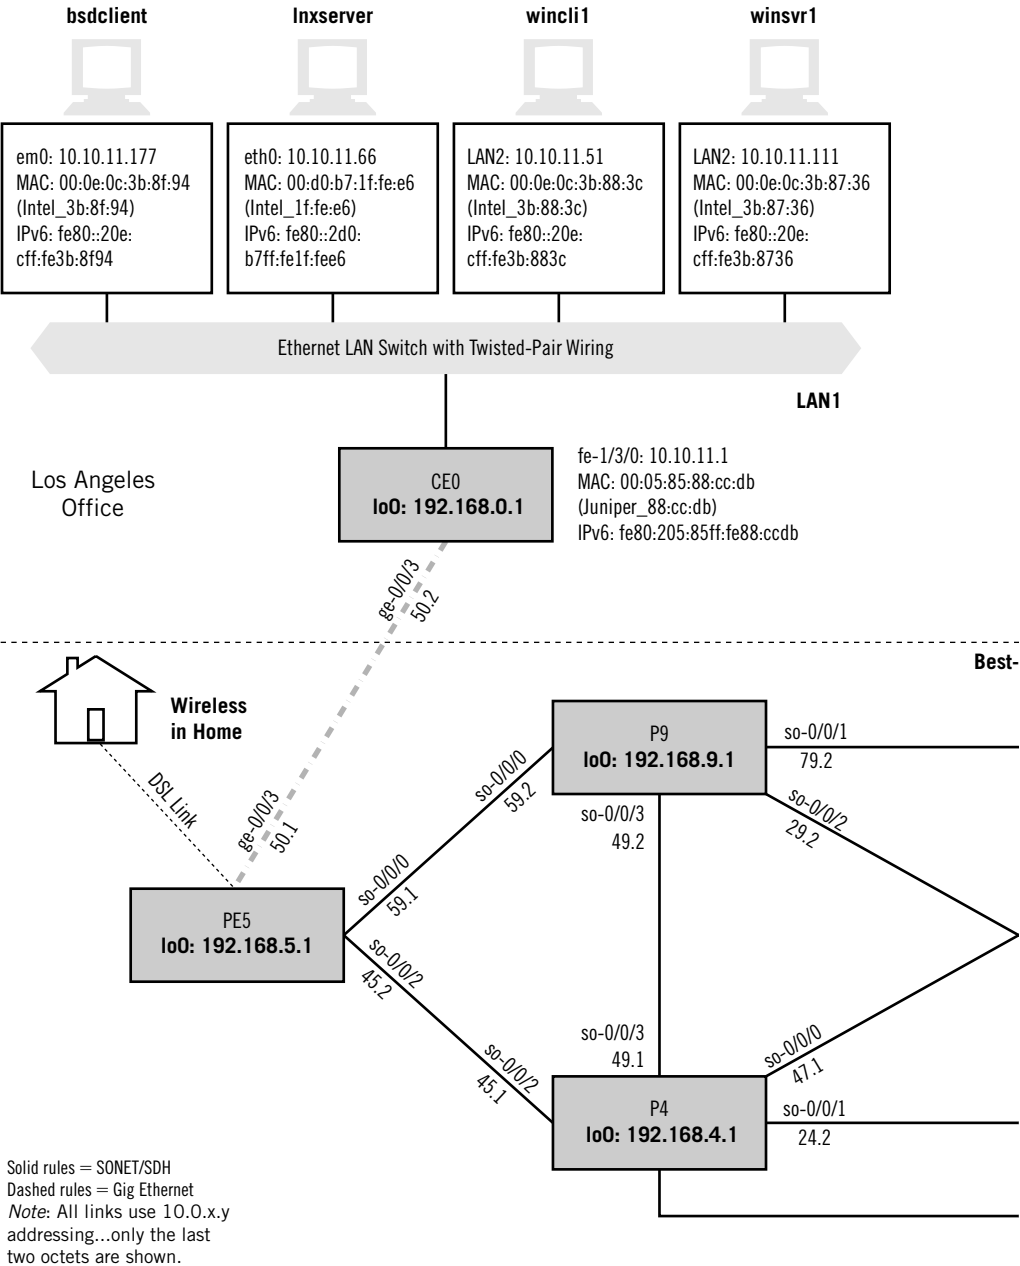 bsdclient
lnxserver
wincli1
winsvr1
em0: 10.10.11.177
MAC: 00:0e:0c:3b:8f:94
(Intel_3b:8f:94)
IPv6: fe80::20e:
cff:fe3b:8f94
eth0: 10.10.11.66
MAC: 00:d0:b7:1f:fe:e6
(Intel_1f:fe:e6)
IPv6: fe80::2d0:
b7ff:fe1f:fee6
LAN2: 10.10.11.51
MAC: 00:0e:0c:3b:88:3c
(Intel_3b:88:3c)
IPv6: fe80::20e:
cff:fe3b:883c
LAN2: 10.10.11.111
MAC: 00:0e:0c:3b:87:36
(Intel_3b:87:36)
IPv6: fe80::20e:
cff:fe3b:8736
Ethernet LAN Switch with Twisted-Pair Wiring
LAN1
Los Angeles
Office
CE0
lo0: 192.168.0.1
fe-1/3/0: 10.10.11.1
MAC: 00:05:85:88:cc:db
(Juniper_88:cc:db)
IPv6: fe80:205:85ff:fe88:ccdb
ge-0/0/3
50.2
Best-
Wireless
in Home
DSL Link
ge-0/0/3
50.1
P9
lo0: 192.168.9.1
so-0/0/1
79.2
so-0/0/0
59.2
so-0/0/3
49.2
so-0/0/2
29.2
so-0/0/0
59.1
PE5
lo0: 192.168.5.1
so-0/0/2
45.2
so-0/0/2
45.1
so-0/0/3
49.1
so-0/0/0
47.1
P4
lo0: 192.168.4.1
so-0/0/1
24.2
Solid rules = SONET/SDH
Dashed rules = Gig Ethernet
Note: All links use 10.0.x.y
addressing...only the last
two octets are shown.